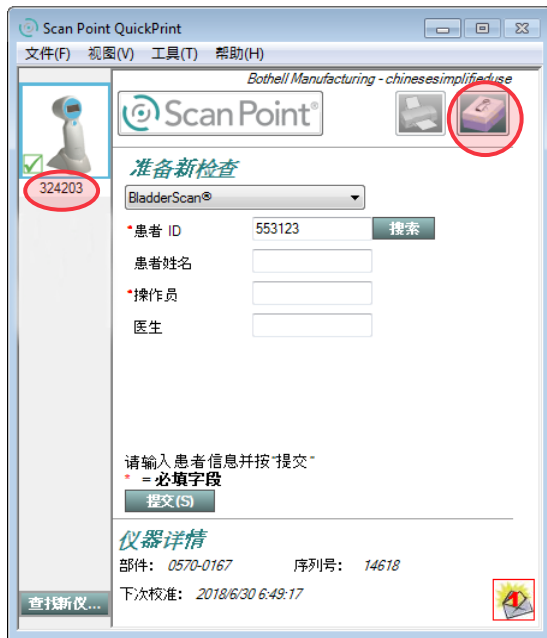 Scan Point QuickPrint
文件(F) 视图(V) 工具(T) 帮助(H)
Bothell Manufacturing - chinesesimplifieduse
Scan Point®
324203
准备新检查
BladderScan®
*患者 ID 553123 搜索
患者姓名
*操作员
医生
请输入患者信息并按"提交"
* = 必填字段
提交(S)
仪器详情
部件: 0570-0167 序列号: 14618
下次校准: 2018/6/30 6:49:17
查找新仪...